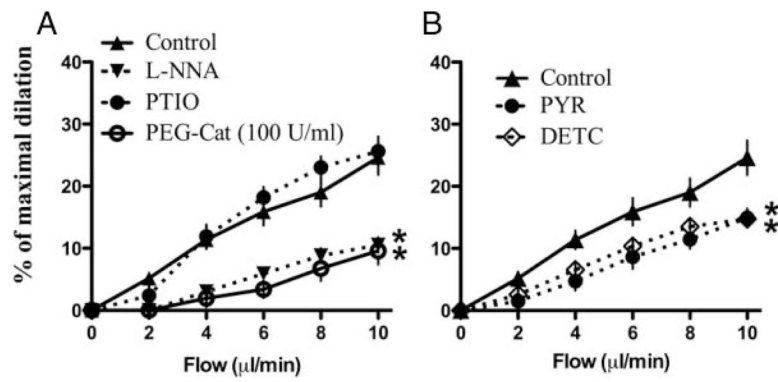 A
Control
L-NNA
PTIO
PEG-Cat (100 U/ml)
% of maximal dilation
40
30
20
10
0
* *
0 2 4 6 8 10
Flow (μl/min)
B
Control
PYR
DETC
40
30
20
10
0
* *
0 2 4 6 8 10
Flow (μl/min)